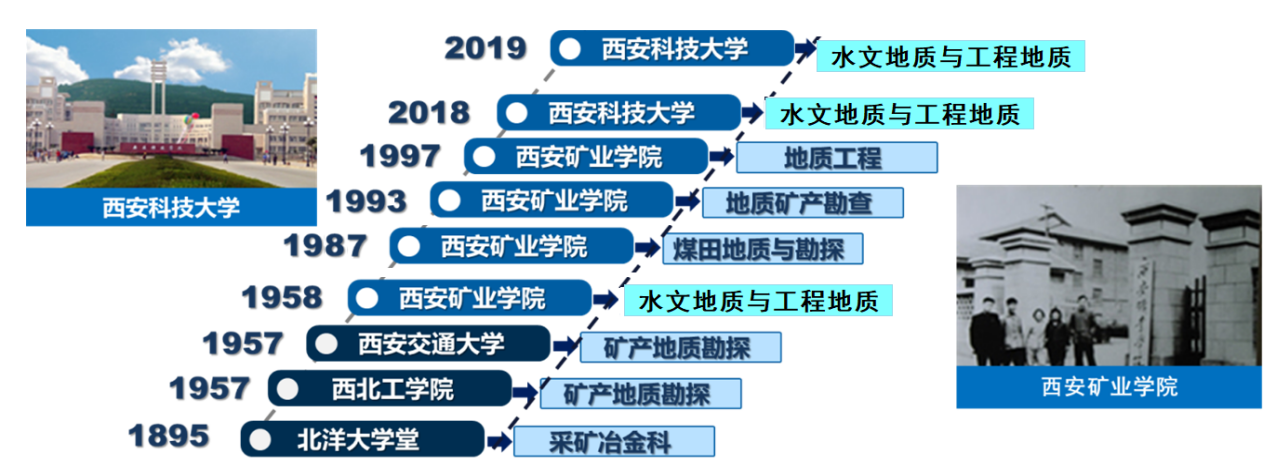 2019 西安科技大学 水文地质与工程地质
2018 西安科技大学 水文地质与工程地质
1997 西安矿业学院 地质工程
1993 西安矿业学院 地质矿产勘查
1987 西安矿业学院 煤田地质与勘探
1958 西安矿业学院 水文地质与工程地质
1957 西安交通大学 矿产地质勘探
1957 西北工学院 矿产地质勘探
1895 北洋大学堂 采矿冶金科
西安科技大学
西安矿业学院